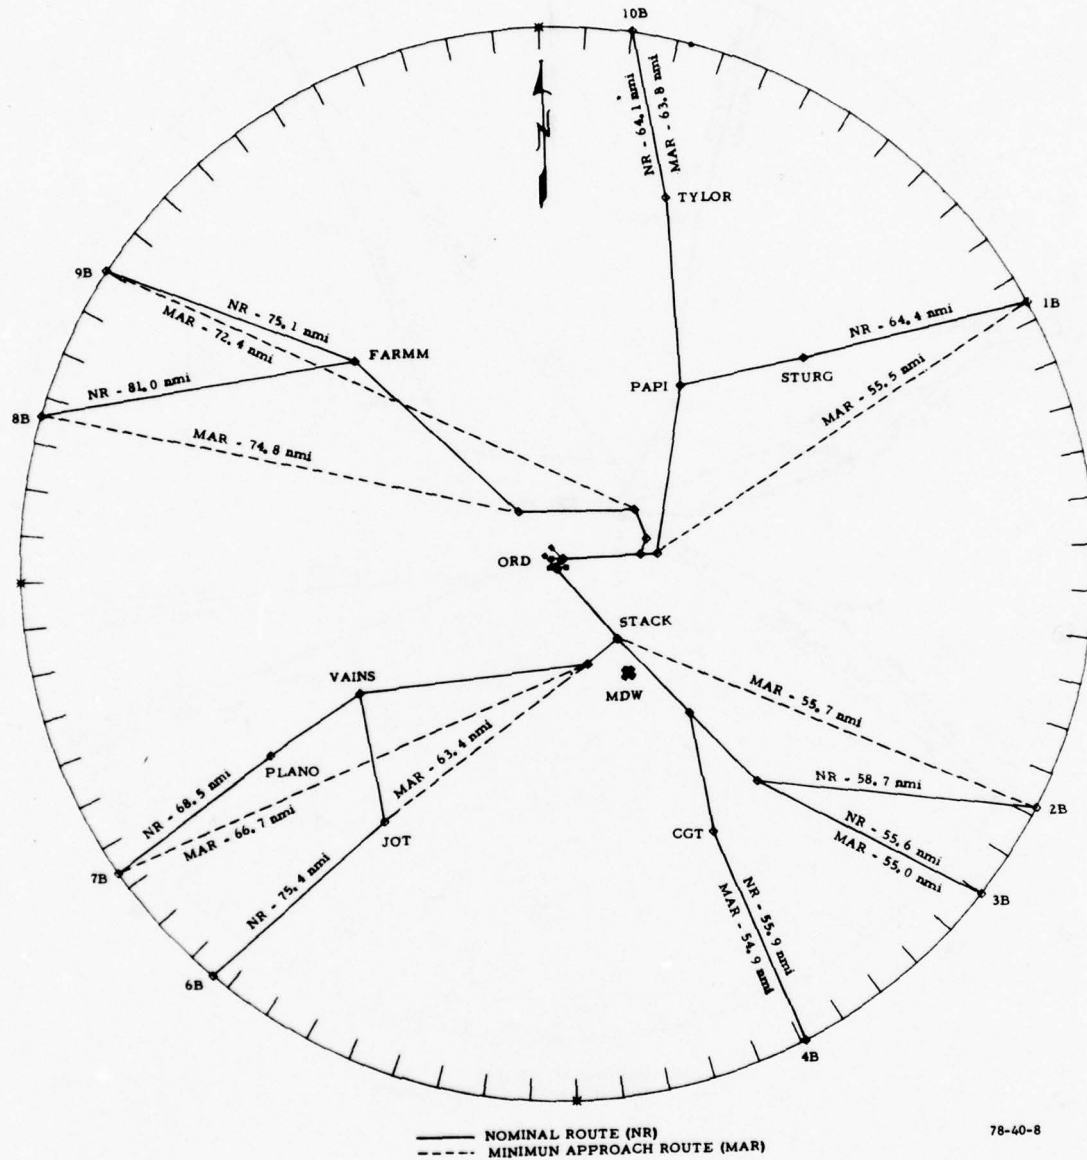 10B
N
NR - 64.1 nmi
MAR - 63.8 nmi
TYLOR
9B
1B
NR - 75.1 nmi
MAR - 72.4 nmi
NR - 64.4 nmi
FARMM
STURG
PAPI
NR - 81.0 nmi
MAR - 55.5 nmi
8B
MAR - 74.8 nmi
ORD
STACK
MDW
VAINS
MAR - 55.7 nmi
PLANO
MAR - 63.4 nmi
NR - 58.7 nmi
2B
NR - 68.5 nmi
MAR - 66.7 nmi
JOT
CGT
NR - 55.6 nmi
MAR - 55.0 nmi
7B
NR - 75.4 nmi
NR - 55.9 nmi
MAR - 54.9 nmi
3B
6B
4B
NOMINAL ROUTE (NR)
MINIMUN APPROACH ROUTE (MAR)
78-40-8